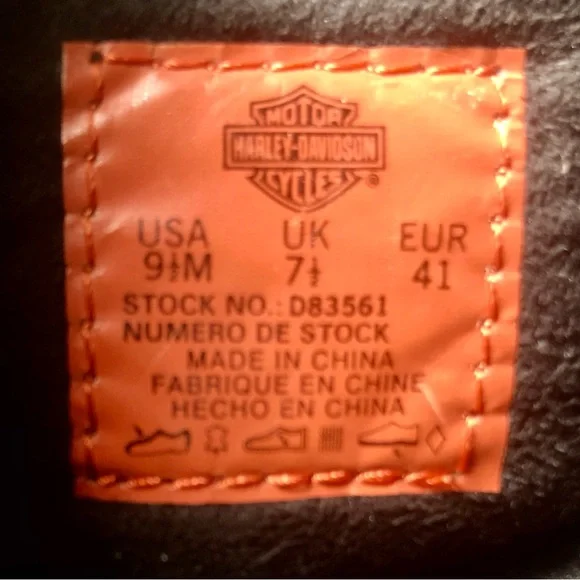 MOTOR
HARLEY-DAVIDSON
CYCLES®
USA UK EUR
9½M 7½ 41
STOCK NO.: D83561
NUMERO DE STOCK
MADE IN CHINA
FABRIQUE EN CHINE
HECHO EN CHINA